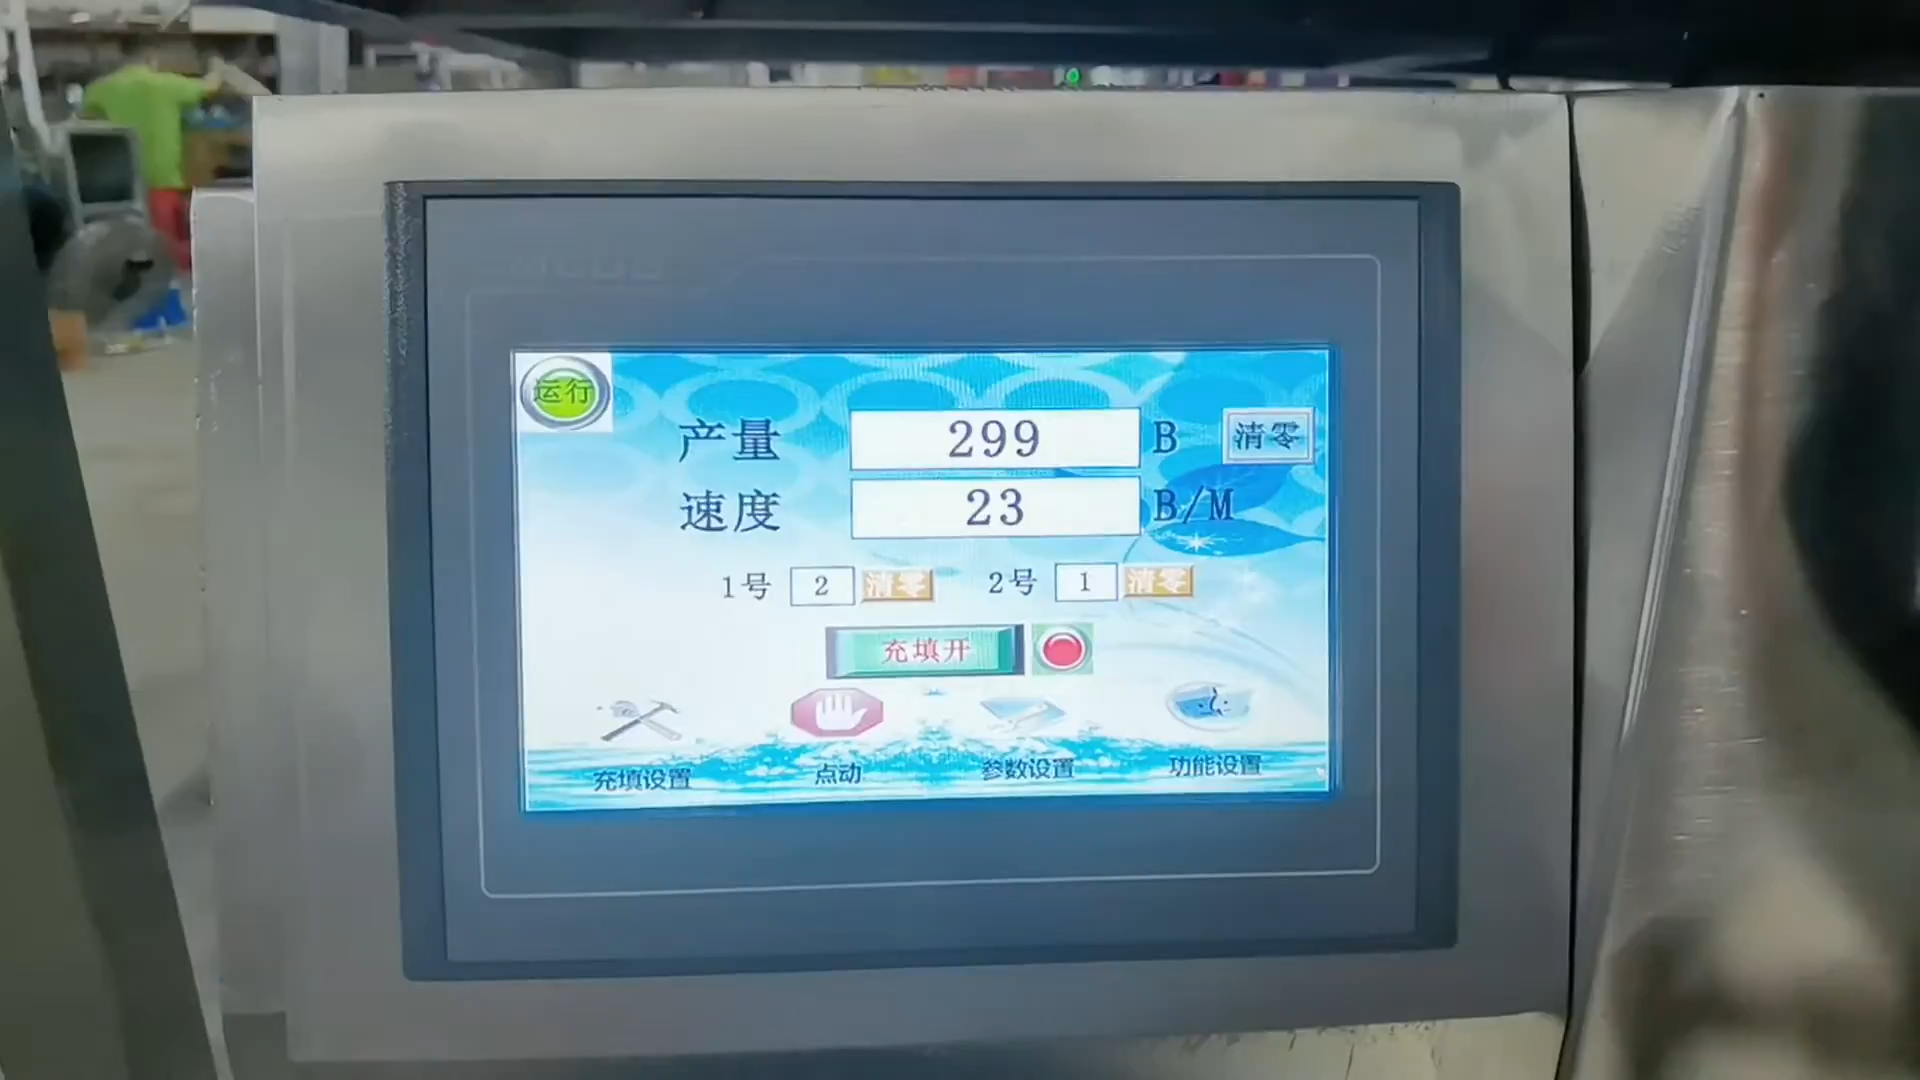 运行
产量 299 B 清零
速度 23 B/M
1号 2 清零 2号 1 清零
充填开
充填设置 点动 参数设置 功能设置